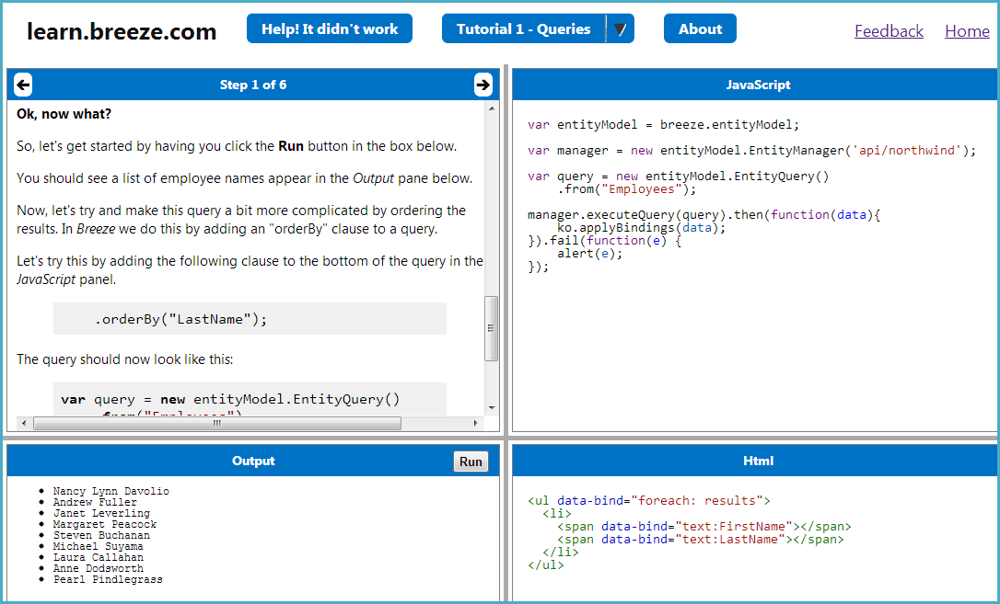 learn.breeze.com
Help! It didn't work
Tutorial 1 - Queries
About
Feedback
Home
Step 1 of 6
Ok, now what?
So, let's get started by having you click the Run button in the box below.
You should see a list of employee names appear in the Output pane below.
Now, let's try and make this query a bit more complicated by ordering the
results. In Breeze we do this by adding an "orderBy" clause to a query.
Let's try this by adding the following clause to the bottom of the query in the
JavaScript panel.
.orderBy("LastName");
The query should now look like this:
var query = new entityModel.EntityQuery()
.from("Employees")
JavaScript
var entityModel = breeze.entityModel;
var manager = new entityModel.EntityManager('api/northwind');
var query = new entityModel.EntityQuery()
.from("Employees");
manager.executeQuery(query).then(function(data){
ko.applyBindings(data);
}).fail(function(e) {
alert(e);
});
Output
Run
Nancy Lynn Davolio
Andrew Fuller
Janet Leverling
Margaret Peacock
Steven Buchanan
Michael Suyama
Laura Callahan
Anne Dodsworth
Pearl Pindlegrass
Html
<ul data-bind="foreach: results">
<li>
<span data-bind="text:FirstName"></span>
<span data-bind="text:LastName"></span>
</li>
</ul>